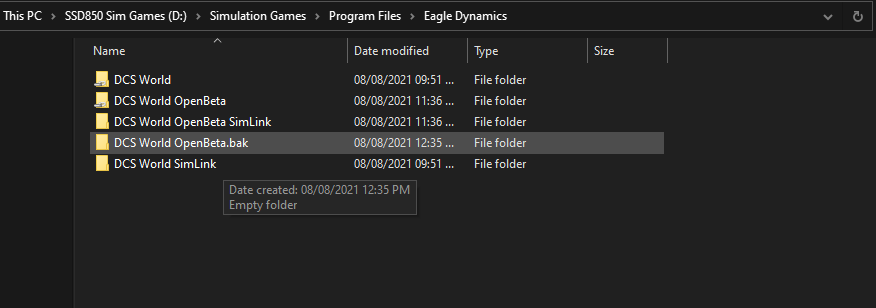 This PC > SSD850 Sim Games (D:) > Simulation Games > Program Files > Eagle Dynamics
Name Date modified Type Size
DCS World 08/08/2021 09:51 ... File folder
DCS World OpenBeta 08/08/2021 11:36 ... File folder
DCS World OpenBeta SimLink 08/08/2021 11:36 ... File folder
DCS World OpenBeta.bak 08/08/2021 12:35 ... File folder
DCS World SimLink 08/08/2021 09:51 ... File folder
Date created: 08/08/2021 12:35 PM
Empty folder